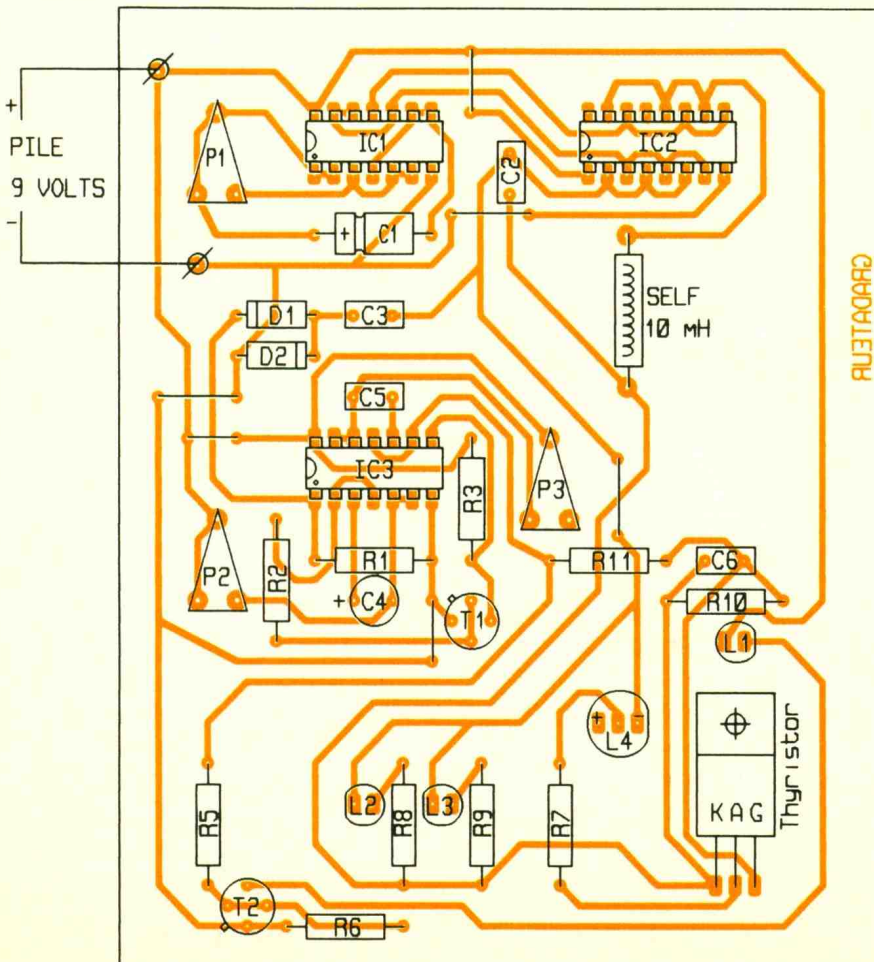 +
PILE
9 VOLTS
-
P1
IC1
IC2
C2
+ C1
SELF
10 mH
GRADATEUR
D1
C3
D2
C5
IC3
R3
P3
P2
R2
R1
+ C4
T1
R11
C6
R10
L1
+ -
L4
Thyristor
K A G
R5
L2
R8
L3
R9
R7
T2
R6